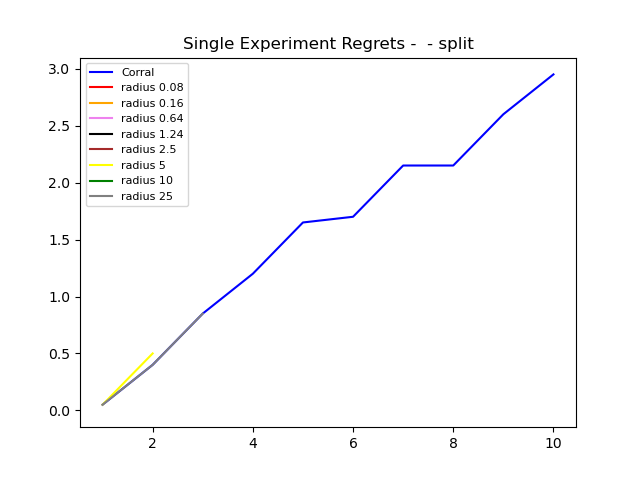 Single Experiment Regrets -  - split
3.0
2.5
2.0
1.5
1.0
0.5
0.0
Corral
radius 0.08
radius 0.16
radius 0.64
radius 1.24
radius 2.5
radius 5
radius 10
radius 25
2 4 6 8 10